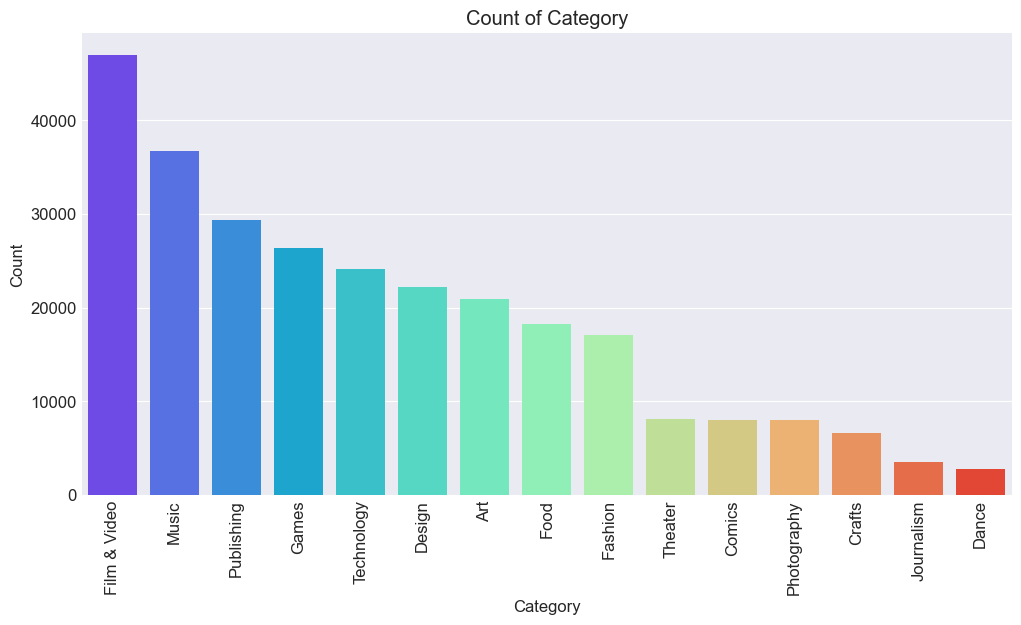 Count of Category
Count
40000
30000
20000
10000
0
Film & Video
Music
Publishing
Games
Technology
Design
Art
Food
Fashion
Theater
Comics
Photography
Crafts
Journalism
Dance
Category